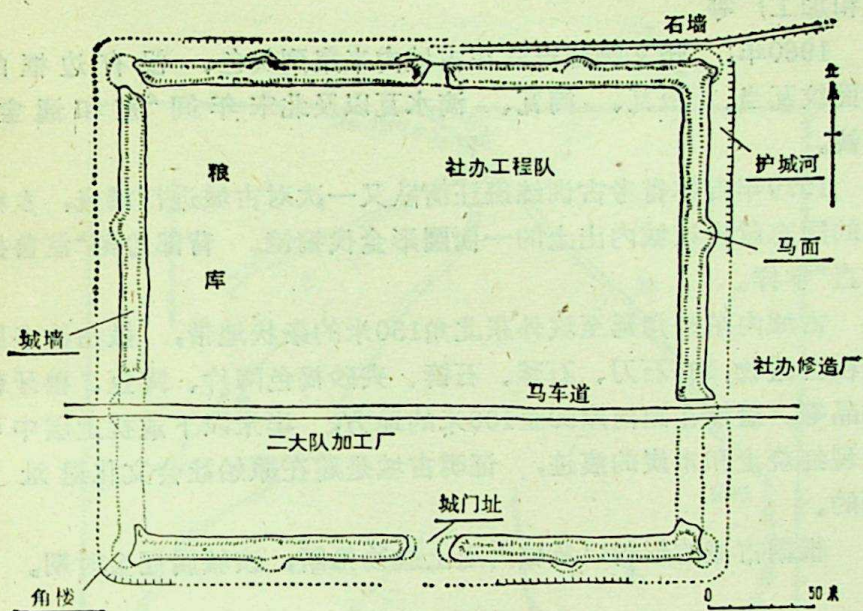 石墙
北
粮
社办工程队
护城河
马面
库
城墙
社办修造厂
马车道
二大队加工厂
城门址
角楼
0 50米